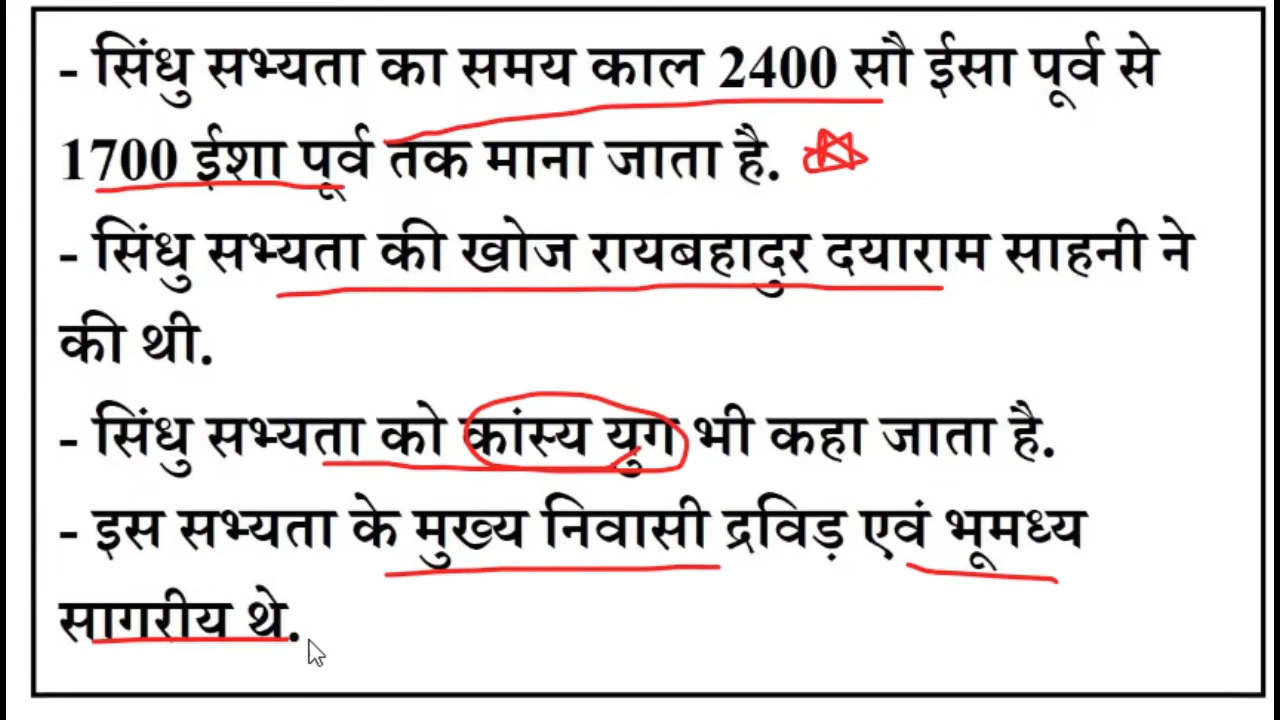 - सिंधु सभ्यता का समय काल 2400 सौ ईसा पूर्व से
1700 ईशा पूर्व तक माना जाता है.
- सिंधु सभ्यता की खोज रायबहादुर दयाराम साहनी ने
की थी.
- सिंधु सभ्यता को कांस्य युग भी कहा जाता है.
- इस सभ्यता के मुख्य निवासी द्रविड़ एवं भूमध्य
सागरीय थे.